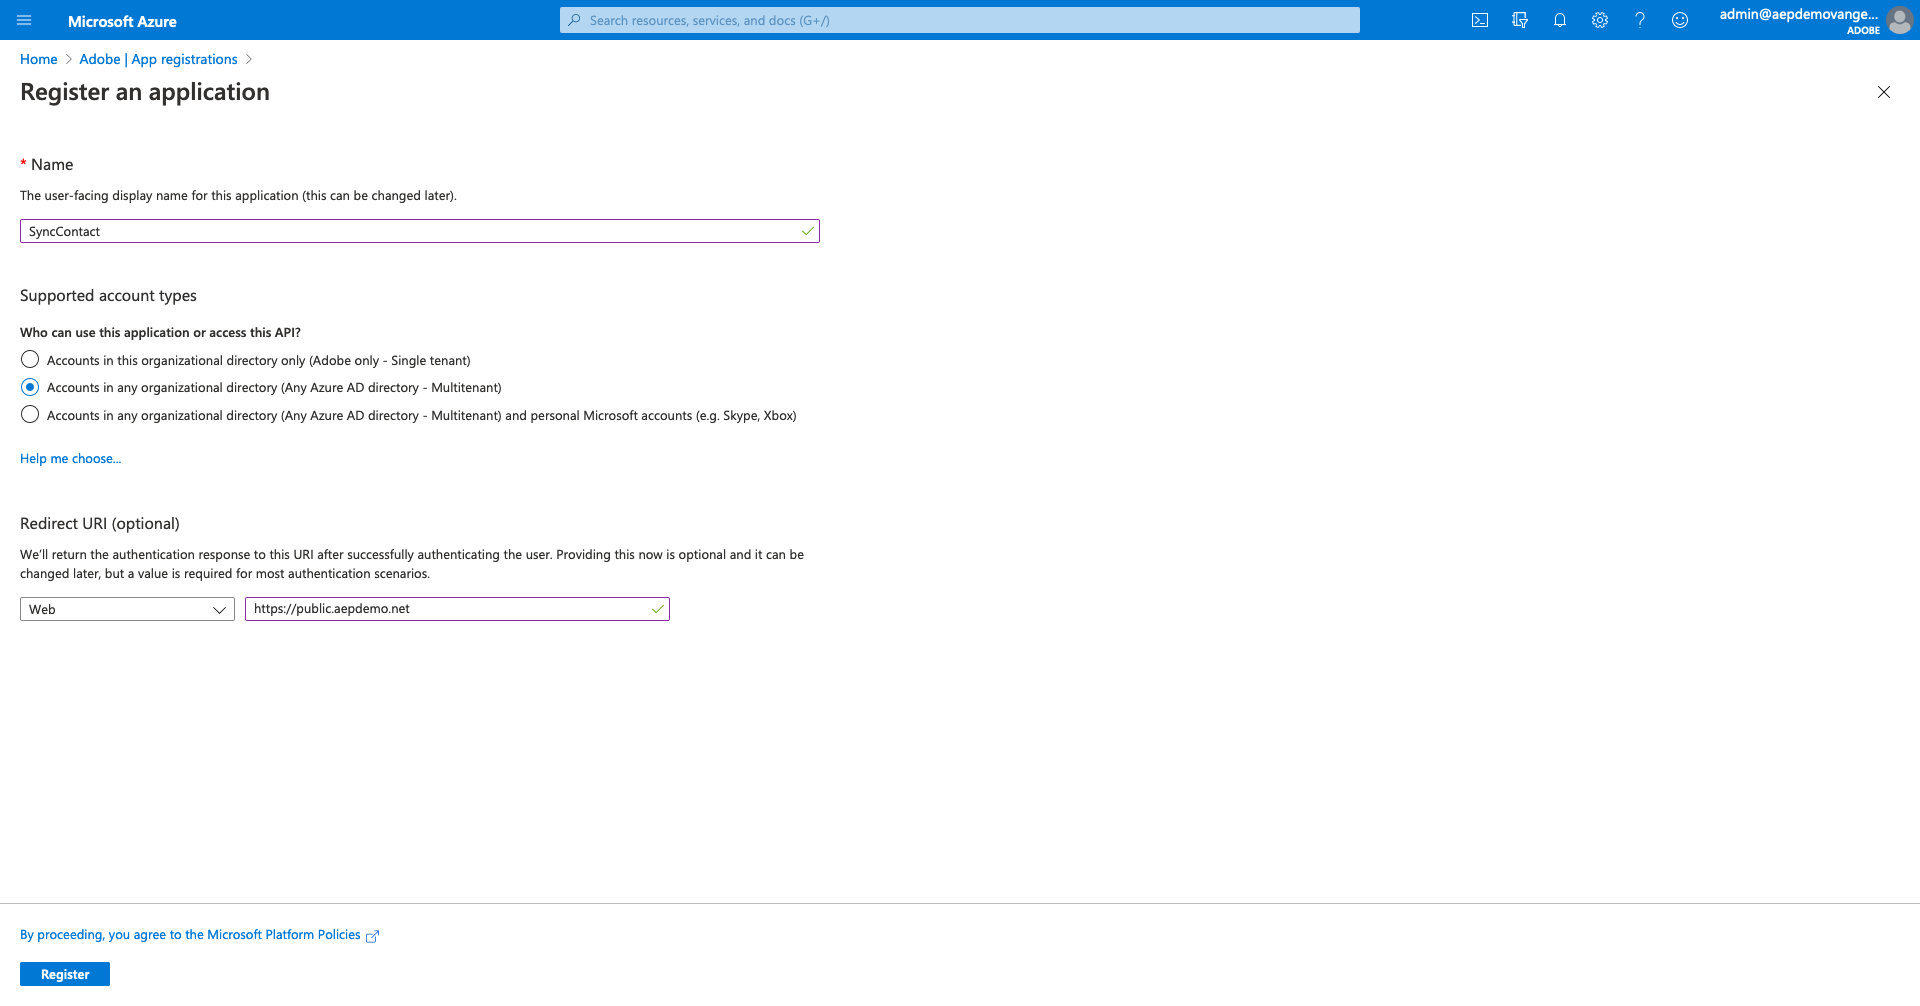 Microsoft Azure
Search resources, services, and docs (G+/)
admin@aepdemovange...
ADOBE
Home > Adobe | App registrations >
Register an application
* Name
The user-facing display name for this application (this can be changed later).
SyncContact
Supported account types
Who can use this application or access this API?
Accounts in this organizational directory only (Adobe only - Single tenant)
Accounts in any organizational directory (Any Azure AD directory - Multitenant)
Accounts in any organizational directory (Any Azure AD directory - Multitenant) and personal Microsoft accounts (e.g. Skype, Xbox)
Help me choose...
Redirect URI (optional)
We'll return the authentication response to this URI after successfully authenticating the user. Providing this now is optional and it can be
changed later, but a value is required for most authentication scenarios.
Web
https://public.aepdemo.net
By proceeding, you agree to the Microsoft Platform Policies
Register